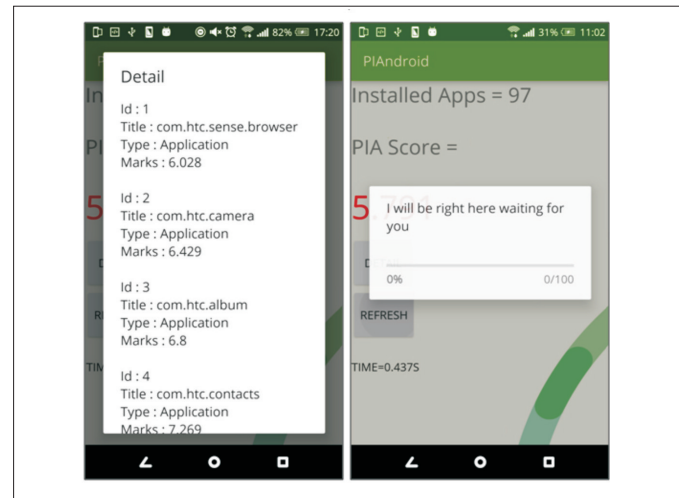 82% 17:20
Detail
Id : 1
Title : com.htc.sense.browser
Type : Application
Marks : 6.028
Id : 2
Title : com.htc.camera
Type : Application
Marks : 6.429
Id : 3
Title : com.htc.album
Type : Application
Marks : 6.8
Id : 4
Title : com.htc.contacts
Type : Application
Marks : 7.269
31% 11:02
PIAndroid
Installed Apps = 97
PIA Score =
I will be right here waiting for
you
0% 0/100
REFRESH
TIME=0.437S